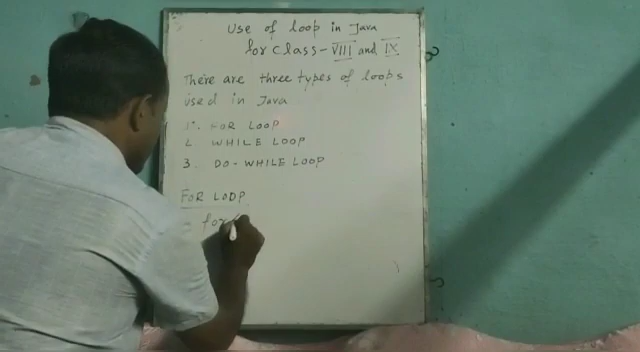 Use of loop in Java
for class - VIII and IX
There are three types of loops
used in Java
1. FOR LOOP
2. WHILE LOOP
3. DO - WHILE LOOP
FOR LOOP
for (